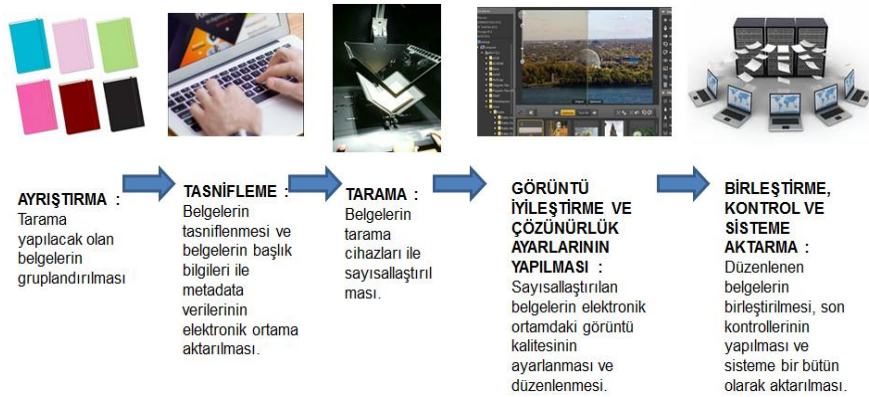 AYRIŞTIRMA :
Tarama
yapılacak olan
belgelerin
gruplandırılması
TASNİFLEME :
Belgelerin
tasniflenmesi ve
belgelerin başlık
bilgileri ile
metadata
verilerinin
elektronik ortama
aktarılması.
TARAMA :
Belgelerin
tarama
cihazları ile
sayısallaştırıl
ması.
GÖRÜNTÜ
İYİLEŞTİRME VE
ÇÖZÜNÜRLÜK
AYARLARININ
YAPILMASI :
Sayısallaştırılan
belgelerin elektronik
ortamdaki görüntü
kalitesinin
ayarlanması ve
düzenlenmesi.
BİRLEŞTİRME,
KONTROL VE
SİSTEME
AKTARMA :
Düzenlenen
belgelerin
birleştirilmesi, son
kontrollerinin
yapılması ve
sisteme bir bütün
olarak aktarılması.